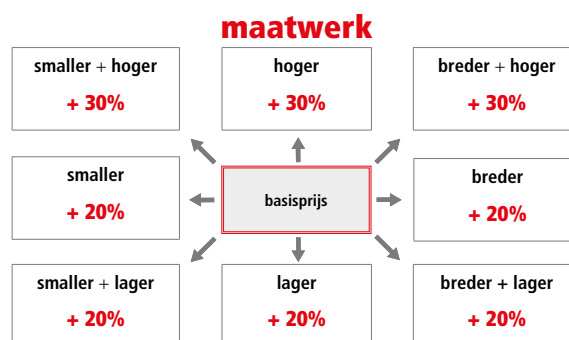 maatwerk
smaller + hoger
+ 30%
hoger
+ 30%
breder + hoger
+ 30%
smaller
+ 20%
basisprijs
breder
+ 20%
smaller + lager
+ 20%
lager
+ 20%
breder + lager
+ 20%